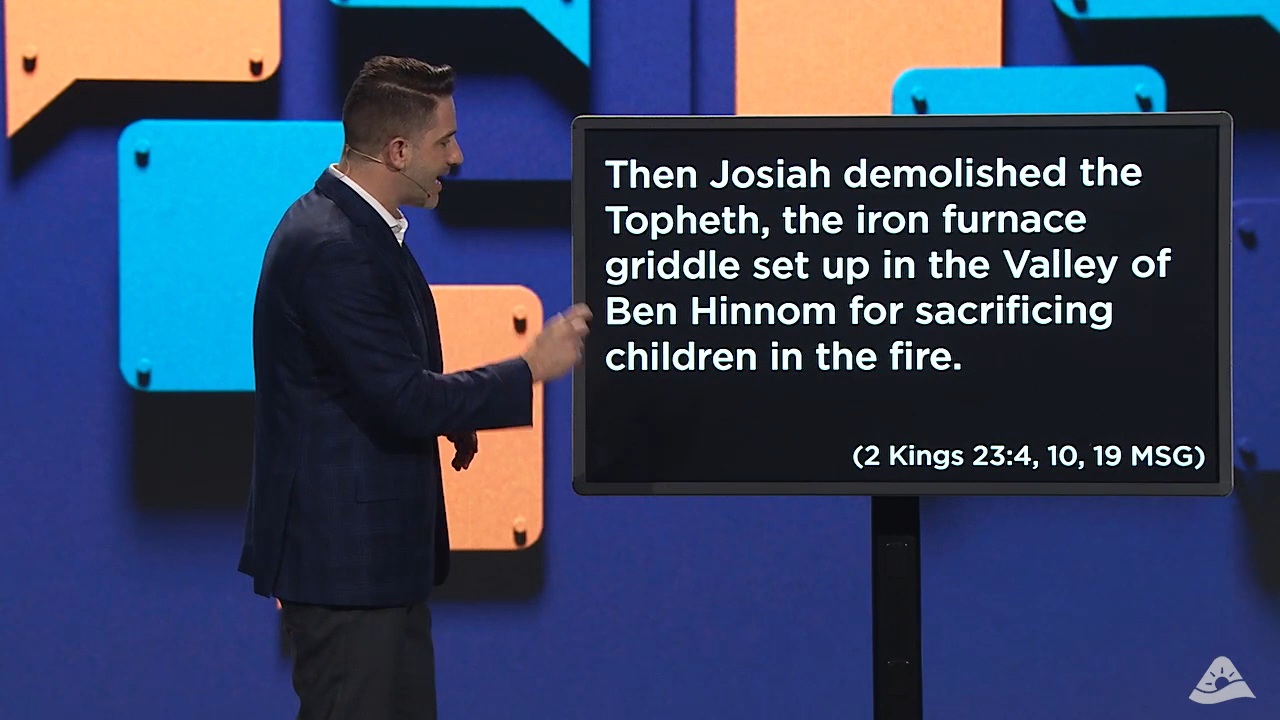 Then Josiah demolished the
Topheth, the iron furnace
griddle set up in the Valley of
Ben Hinnom for sacrificing
children in the fire.
(2 Kings 23:4, 10, 19 MSG)